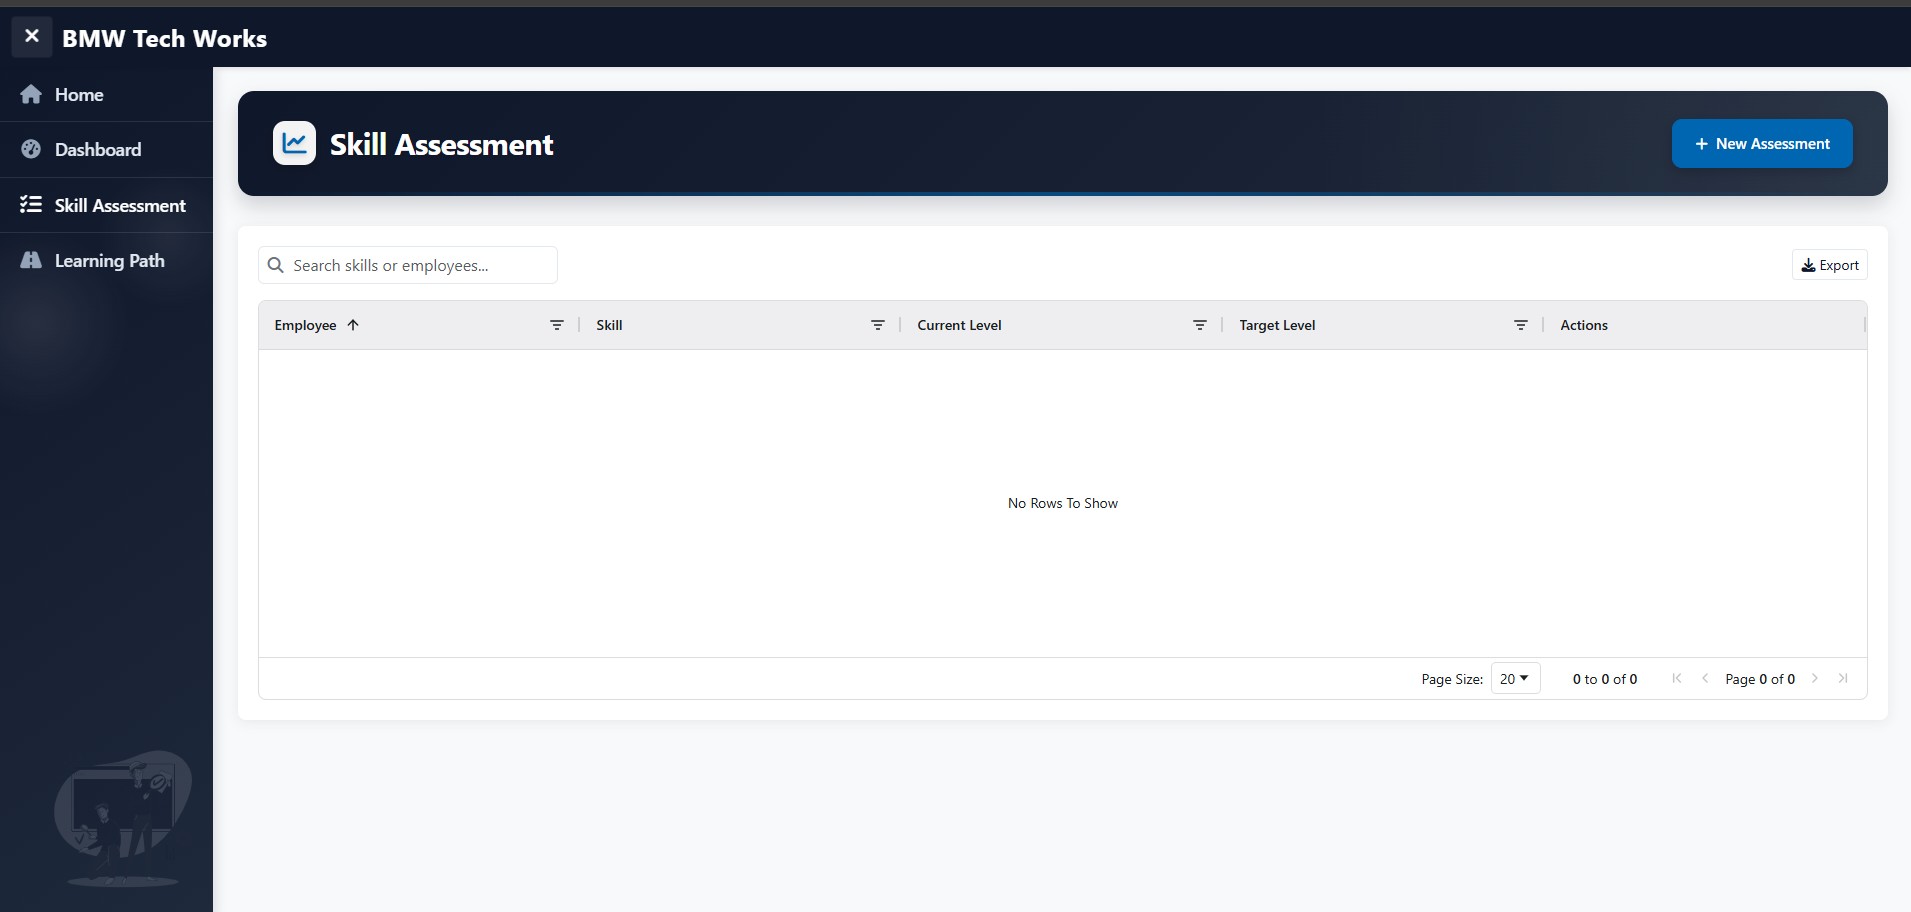 BMW Tech Works
Home
Dashboard
Skill Assessment
Learning Path
Skill Assessment
+ New Assessment
Search skills or employees...
Export
Employee Skill Current Level Target Level Actions
No Rows To Show
Page Size: 20 0 to 0 of 0 Page 0 of 0